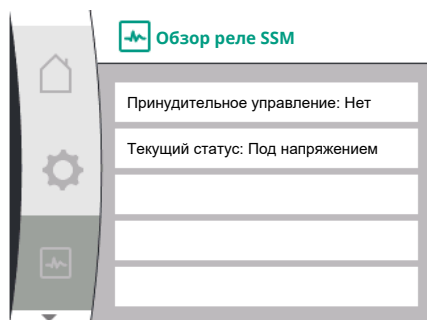 Обзор реле SSM
Принудительное управление: Нет
Текущий статус: Под напряжением